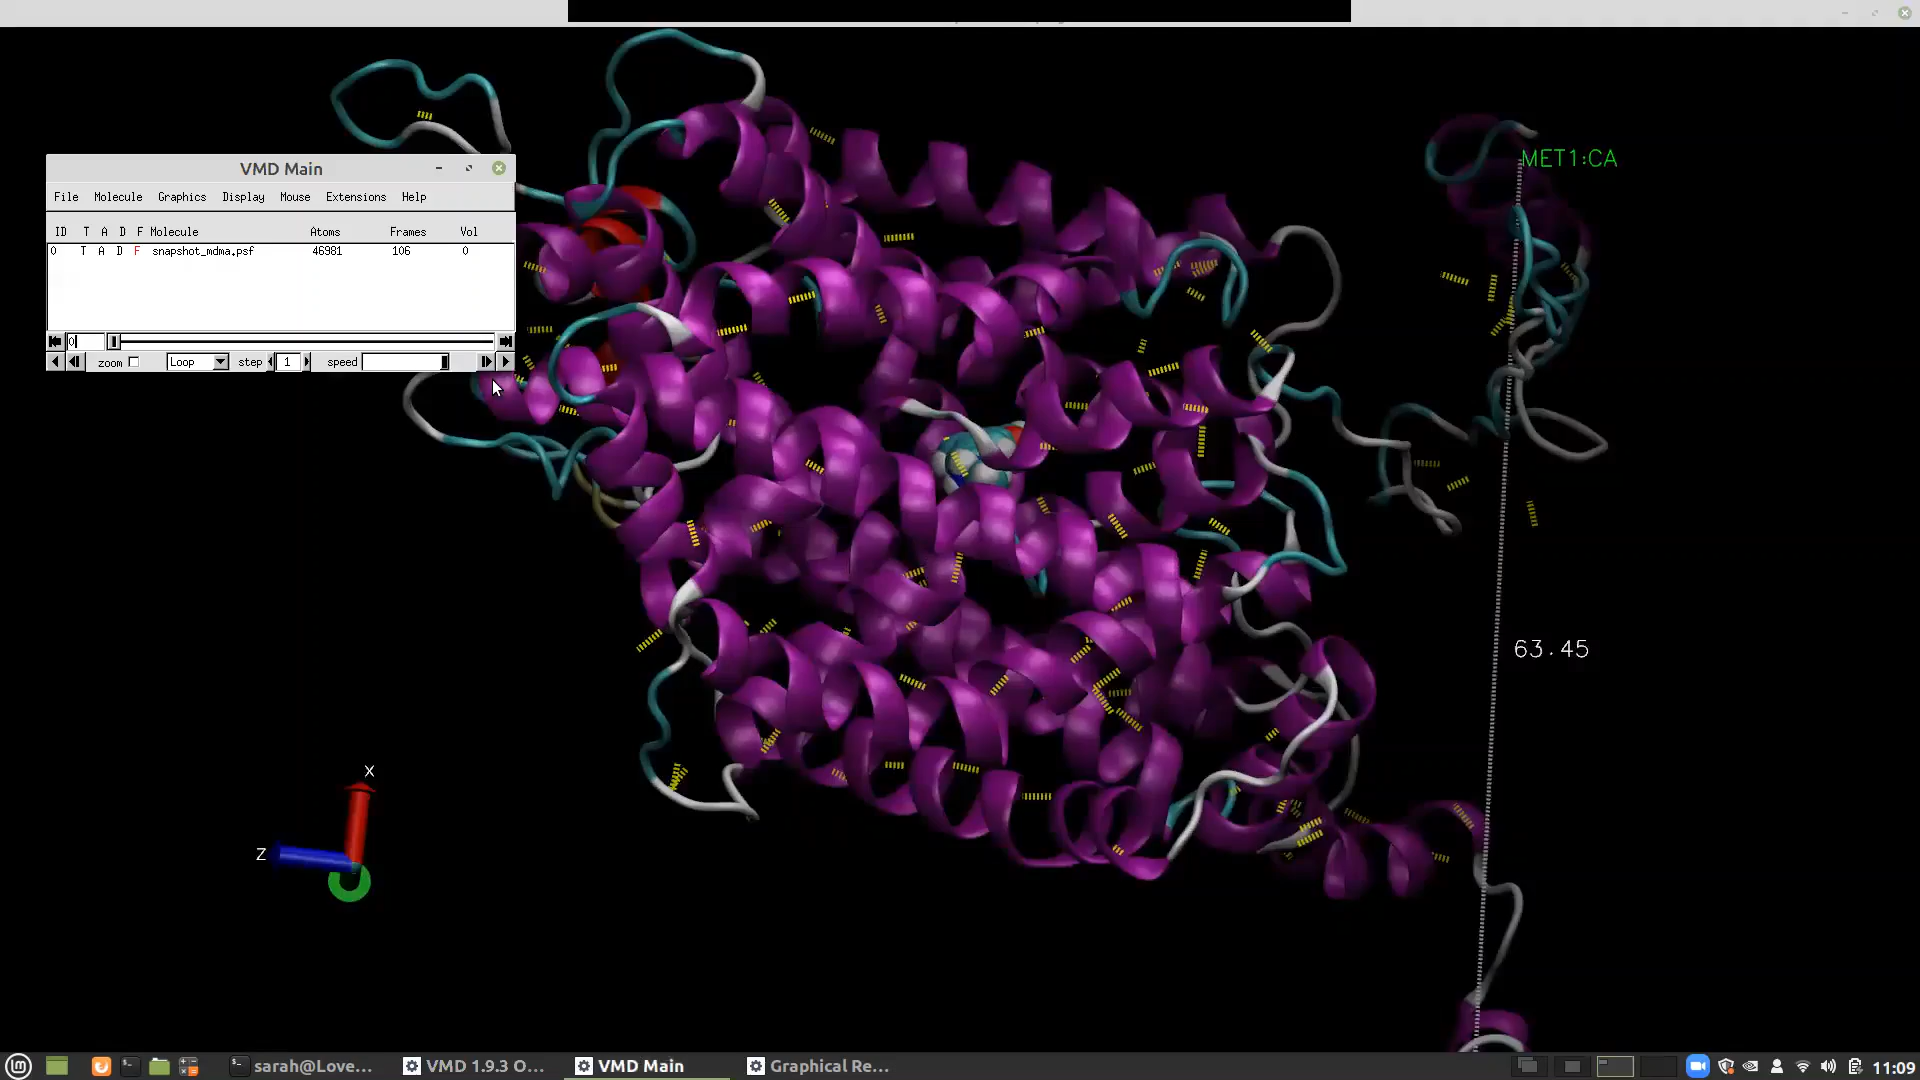 VMD Main
File Molecule Graphics Display Mouse Extensions Help
ID T A D F Molecule Atoms Frames Vol
0 T A D F snapshot_mdma.psf 46981 106 0
0
zoom Loop step 1 speed
MET1:CA
63.45
X
Z
sarah@Love... VMD 1.9.3 O... VMD Main Graphical Re... 11:09